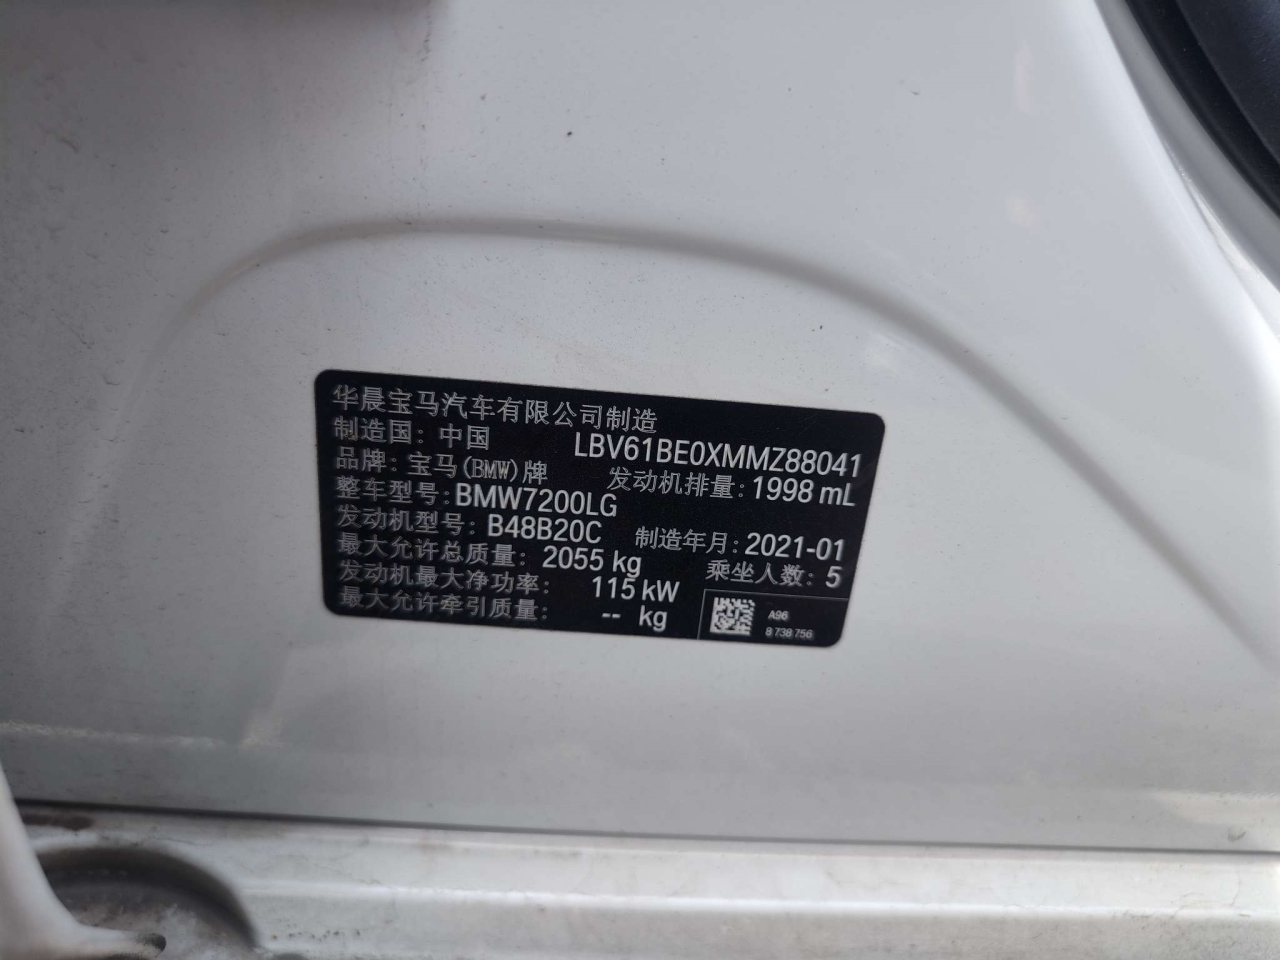 华晨宝马汽车有限公司制造
制造国: 中国 LBV61BE0XMMZ88041
品牌: 宝马(BMW)牌 发动机排量: 1998 mL
整车型号: BMW7200LG
发动机型号: B48B20C 制造年月: 2021-01
最大允许总质量: 2055 kg 乘坐人数: 5
发动机最大净功率: 115 kW
最大允许牵引质量: -- kg
A96
8 738 756